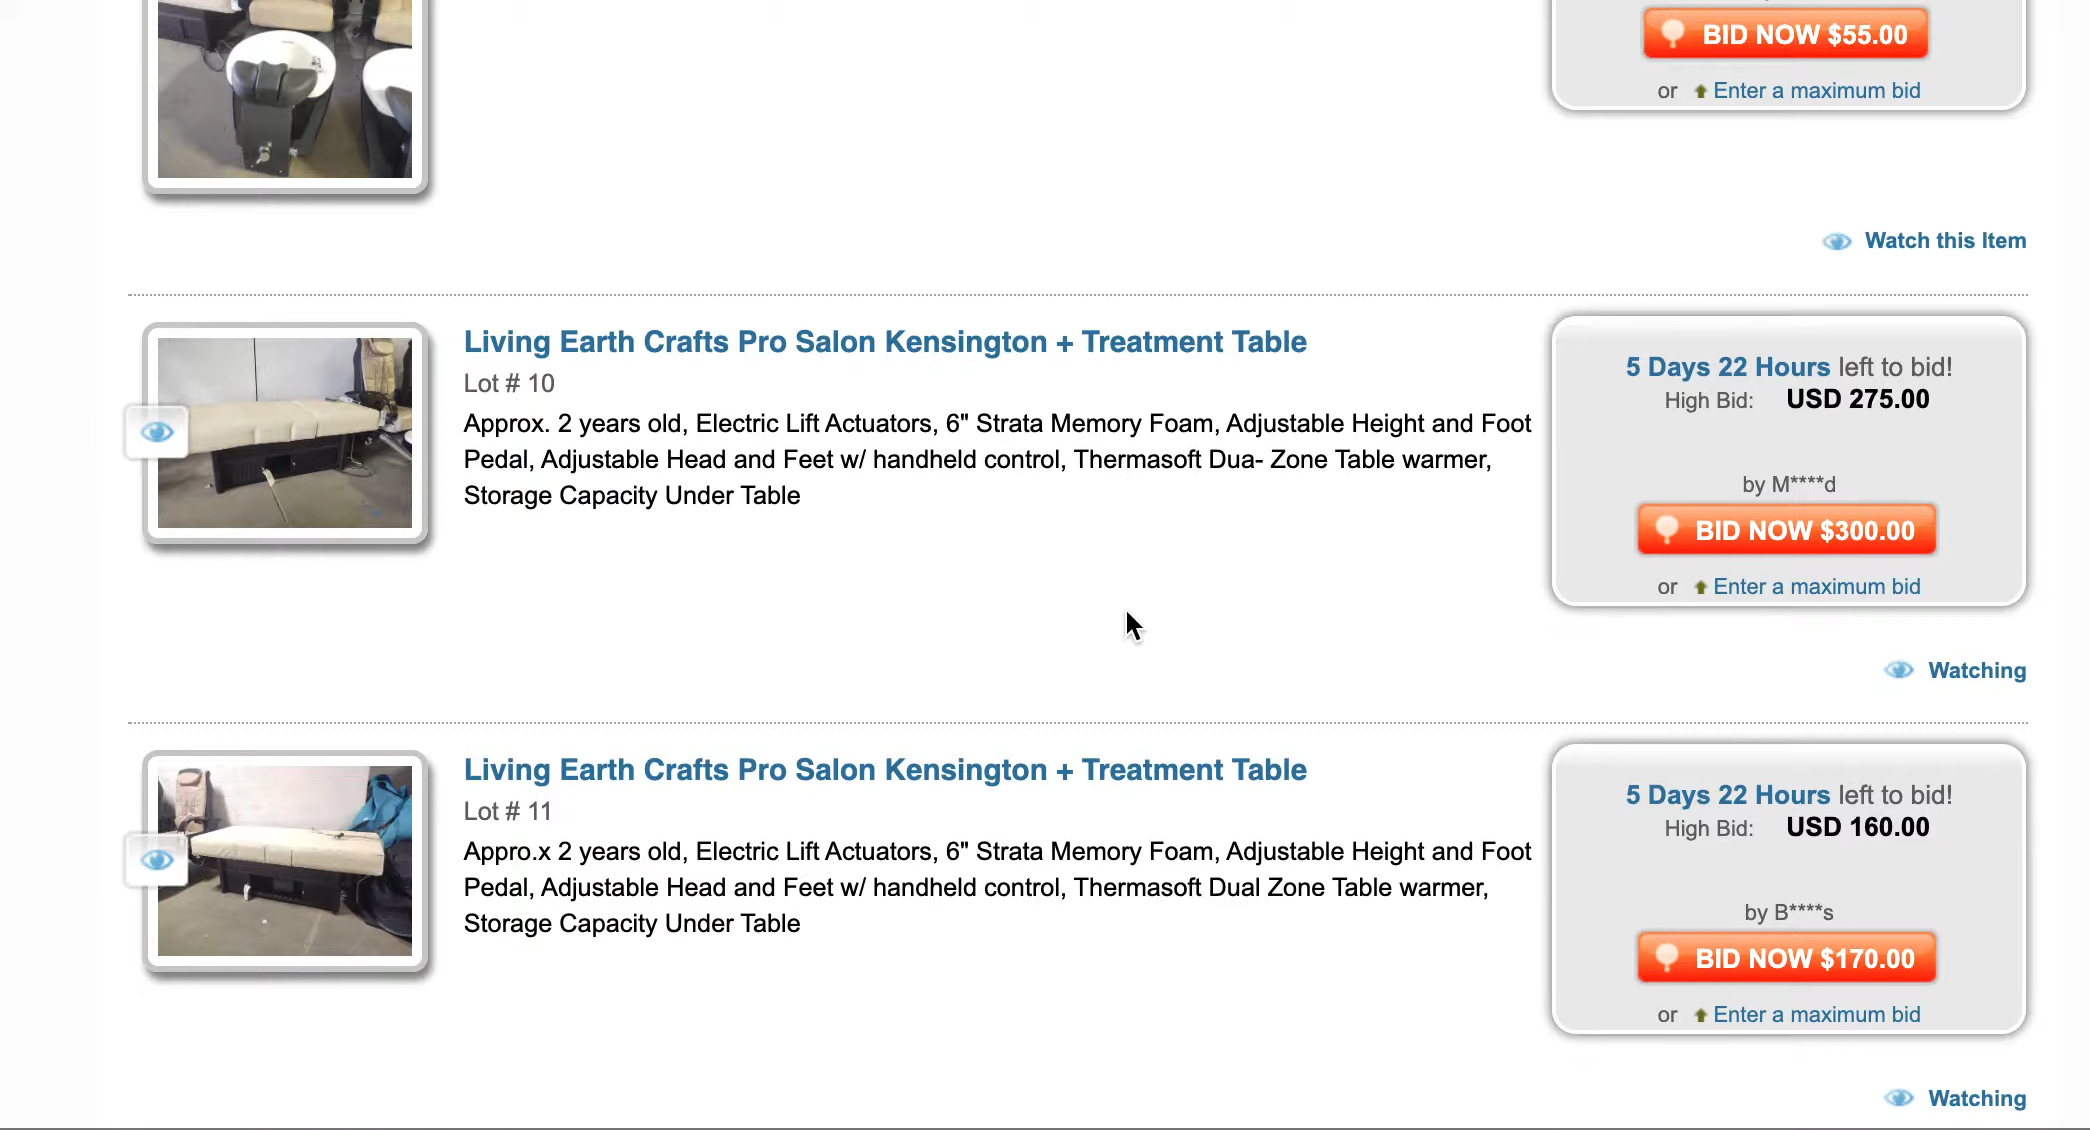 BID NOW $55.00
or Enter a maximum bid
Watch this Item
Living Earth Crafts Pro Salon Kensington + Treatment Table
Lot # 10
Approx. 2 years old, Electric Lift Actuators, 6" Strata Memory Foam, Adjustable Height and Foot
Pedal, Adjustable Head and Feet w/ handheld control, Thermasoft Dua- Zone Table warmer,
Storage Capacity Under Table
5 Days 22 Hours left to bid!
High Bid: USD 275.00
by M****d
BID NOW $300.00
or Enter a maximum bid
Watching
Living Earth Crafts Pro Salon Kensington + Treatment Table
Lot # 11
Appro.x 2 years old, Electric Lift Actuators, 6" Strata Memory Foam, Adjustable Height and Foot
Pedal, Adjustable Head and Feet w/ handheld control, Thermasoft Dual Zone Table warmer,
Storage Capacity Under Table
5 Days 22 Hours left to bid!
High Bid: USD 160.00
by B****s
BID NOW $170.00
or Enter a maximum bid
Watching